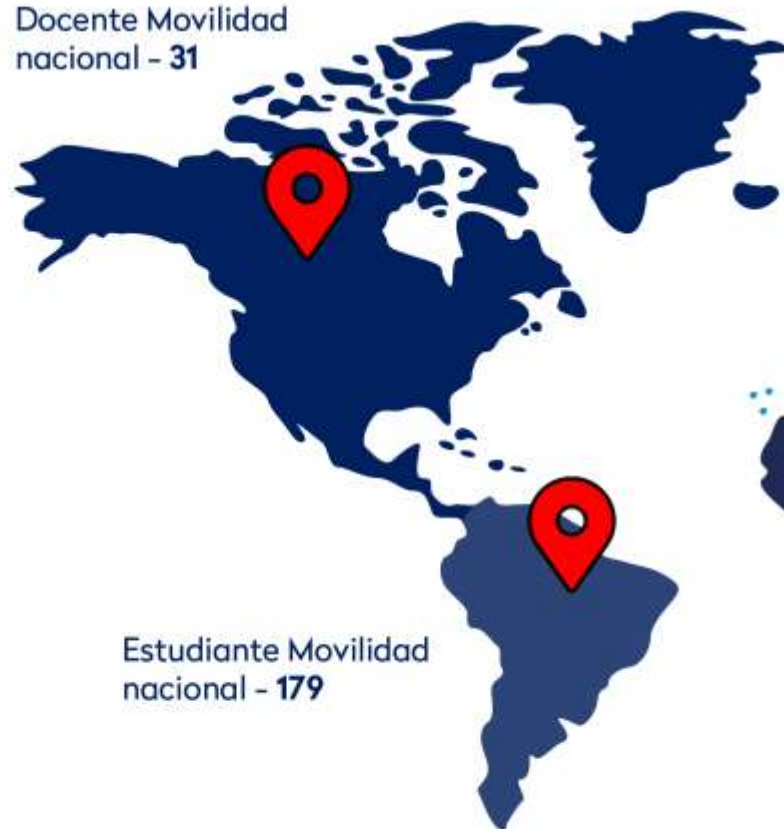 Docente Movilidad
nacional - 31
Estudiante Movilidad
nacional - 179